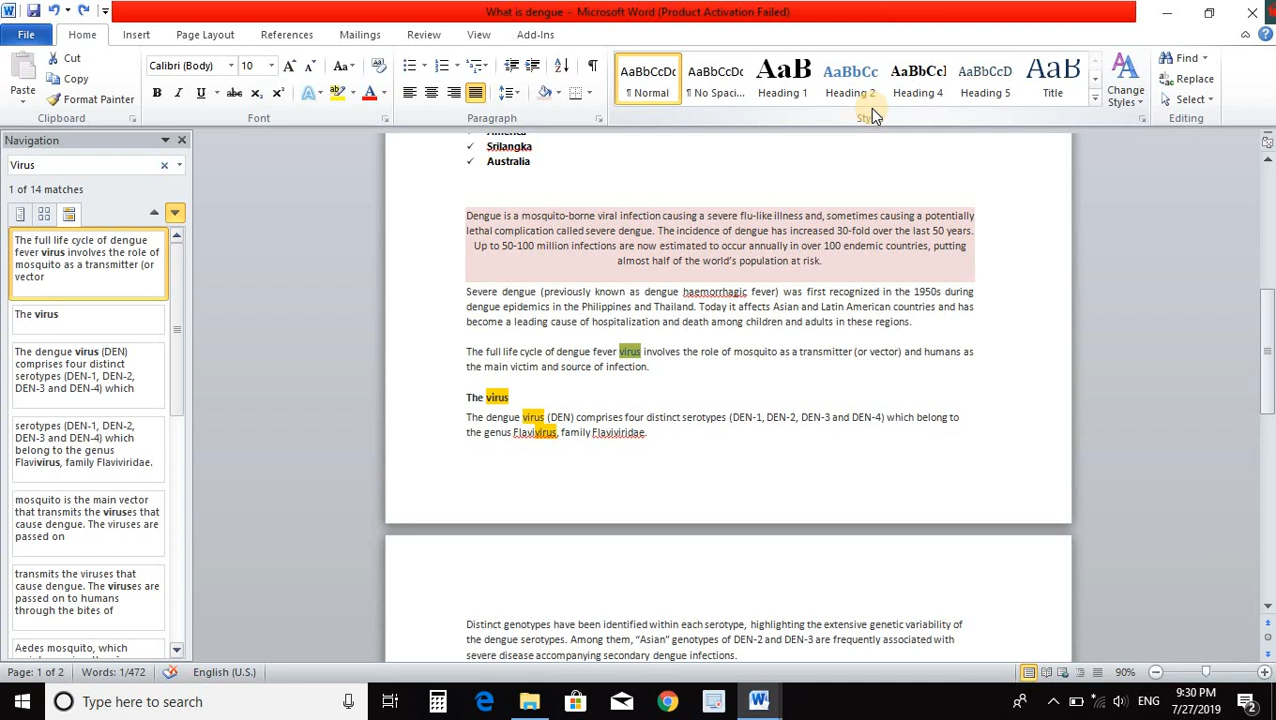 What is dengue - Microsoft Word (Product Activation Failed)
File Home Insert Page Layout References Mailings Review View Add-Ins
Paste
Cut
Copy
Format Painter
Clipboard
Calibri (Body) 10
Font
Paragraph
AaBbCcDc AaBbCcDc AaB AaBbCc AaBbCcI AaBbCcD AaB
¶ Normal ¶ No Spaci... Heading 1 Heading 2 Heading 4 Heading 5 Title
Change
Styles
Find
Replace
Select
Editing
Navigation
Virus
1 of 14 matches
The full life cycle of dengue
fever virus involves the role of
mosquito as a transmitter (or
vector
The virus
The dengue virus (DEN)
comprises four distinct
serotypes (DEN-1, DEN-2,
DEN-3 and DEN-4) which
serotypes (DEN-1, DEN-2,
DEN-3 and DEN-4) which
belong to the genus
Flavivirus, family Flaviviridae.
mosquito is the main vector
that transmits the viruses that
cause dengue. The viruses are
passed on
transmits the viruses that
cause dengue. The viruses are
passed on to humans
through the bites of
Aedes mosquito, which
America
Srilangka
Australia
Dengue is a mosquito-borne viral infection causing a severe flu-like illness and, sometimes causing a potentially
lethal complication called severe dengue. The incidence of dengue has increased 30-fold over the last 50 years.
Up to 50-100 million infections are now estimated to occur annually in over 100 endemic countries, putting
almost half of the world's population at risk.
Severe dengue (previously known as dengue haemorrhagic fever) was first recognized in the 1950s during
dengue epidemics in the Philippines and Thailand. Today it affects Asian and Latin American countries and has
become a leading cause of hospitalization and death among children and adults in these regions.
The full life cycle of dengue fever virus involves the role of mosquito as a transmitter (or vector) and humans as
the main victim and source of infection.
The virus
The dengue virus (DEN) comprises four distinct serotypes (DEN-1, DEN-2, DEN-3 and DEN-4) which belong to
the genus Flavivirus, family Flaviviridae.
Distinct genotypes have been identified within each serotype, highlighting the extensive genetic variability of
the dengue serotypes. Among them, “Asian” genotypes of DEN-2 and DEN-3 are frequently associated with
severe disease accompanying secondary dengue infections.
Page: 1 of 2 Words: 1/472 English (U.S.) 90%
Type here to search
ENG
9:30 PM
7/27/2019
2